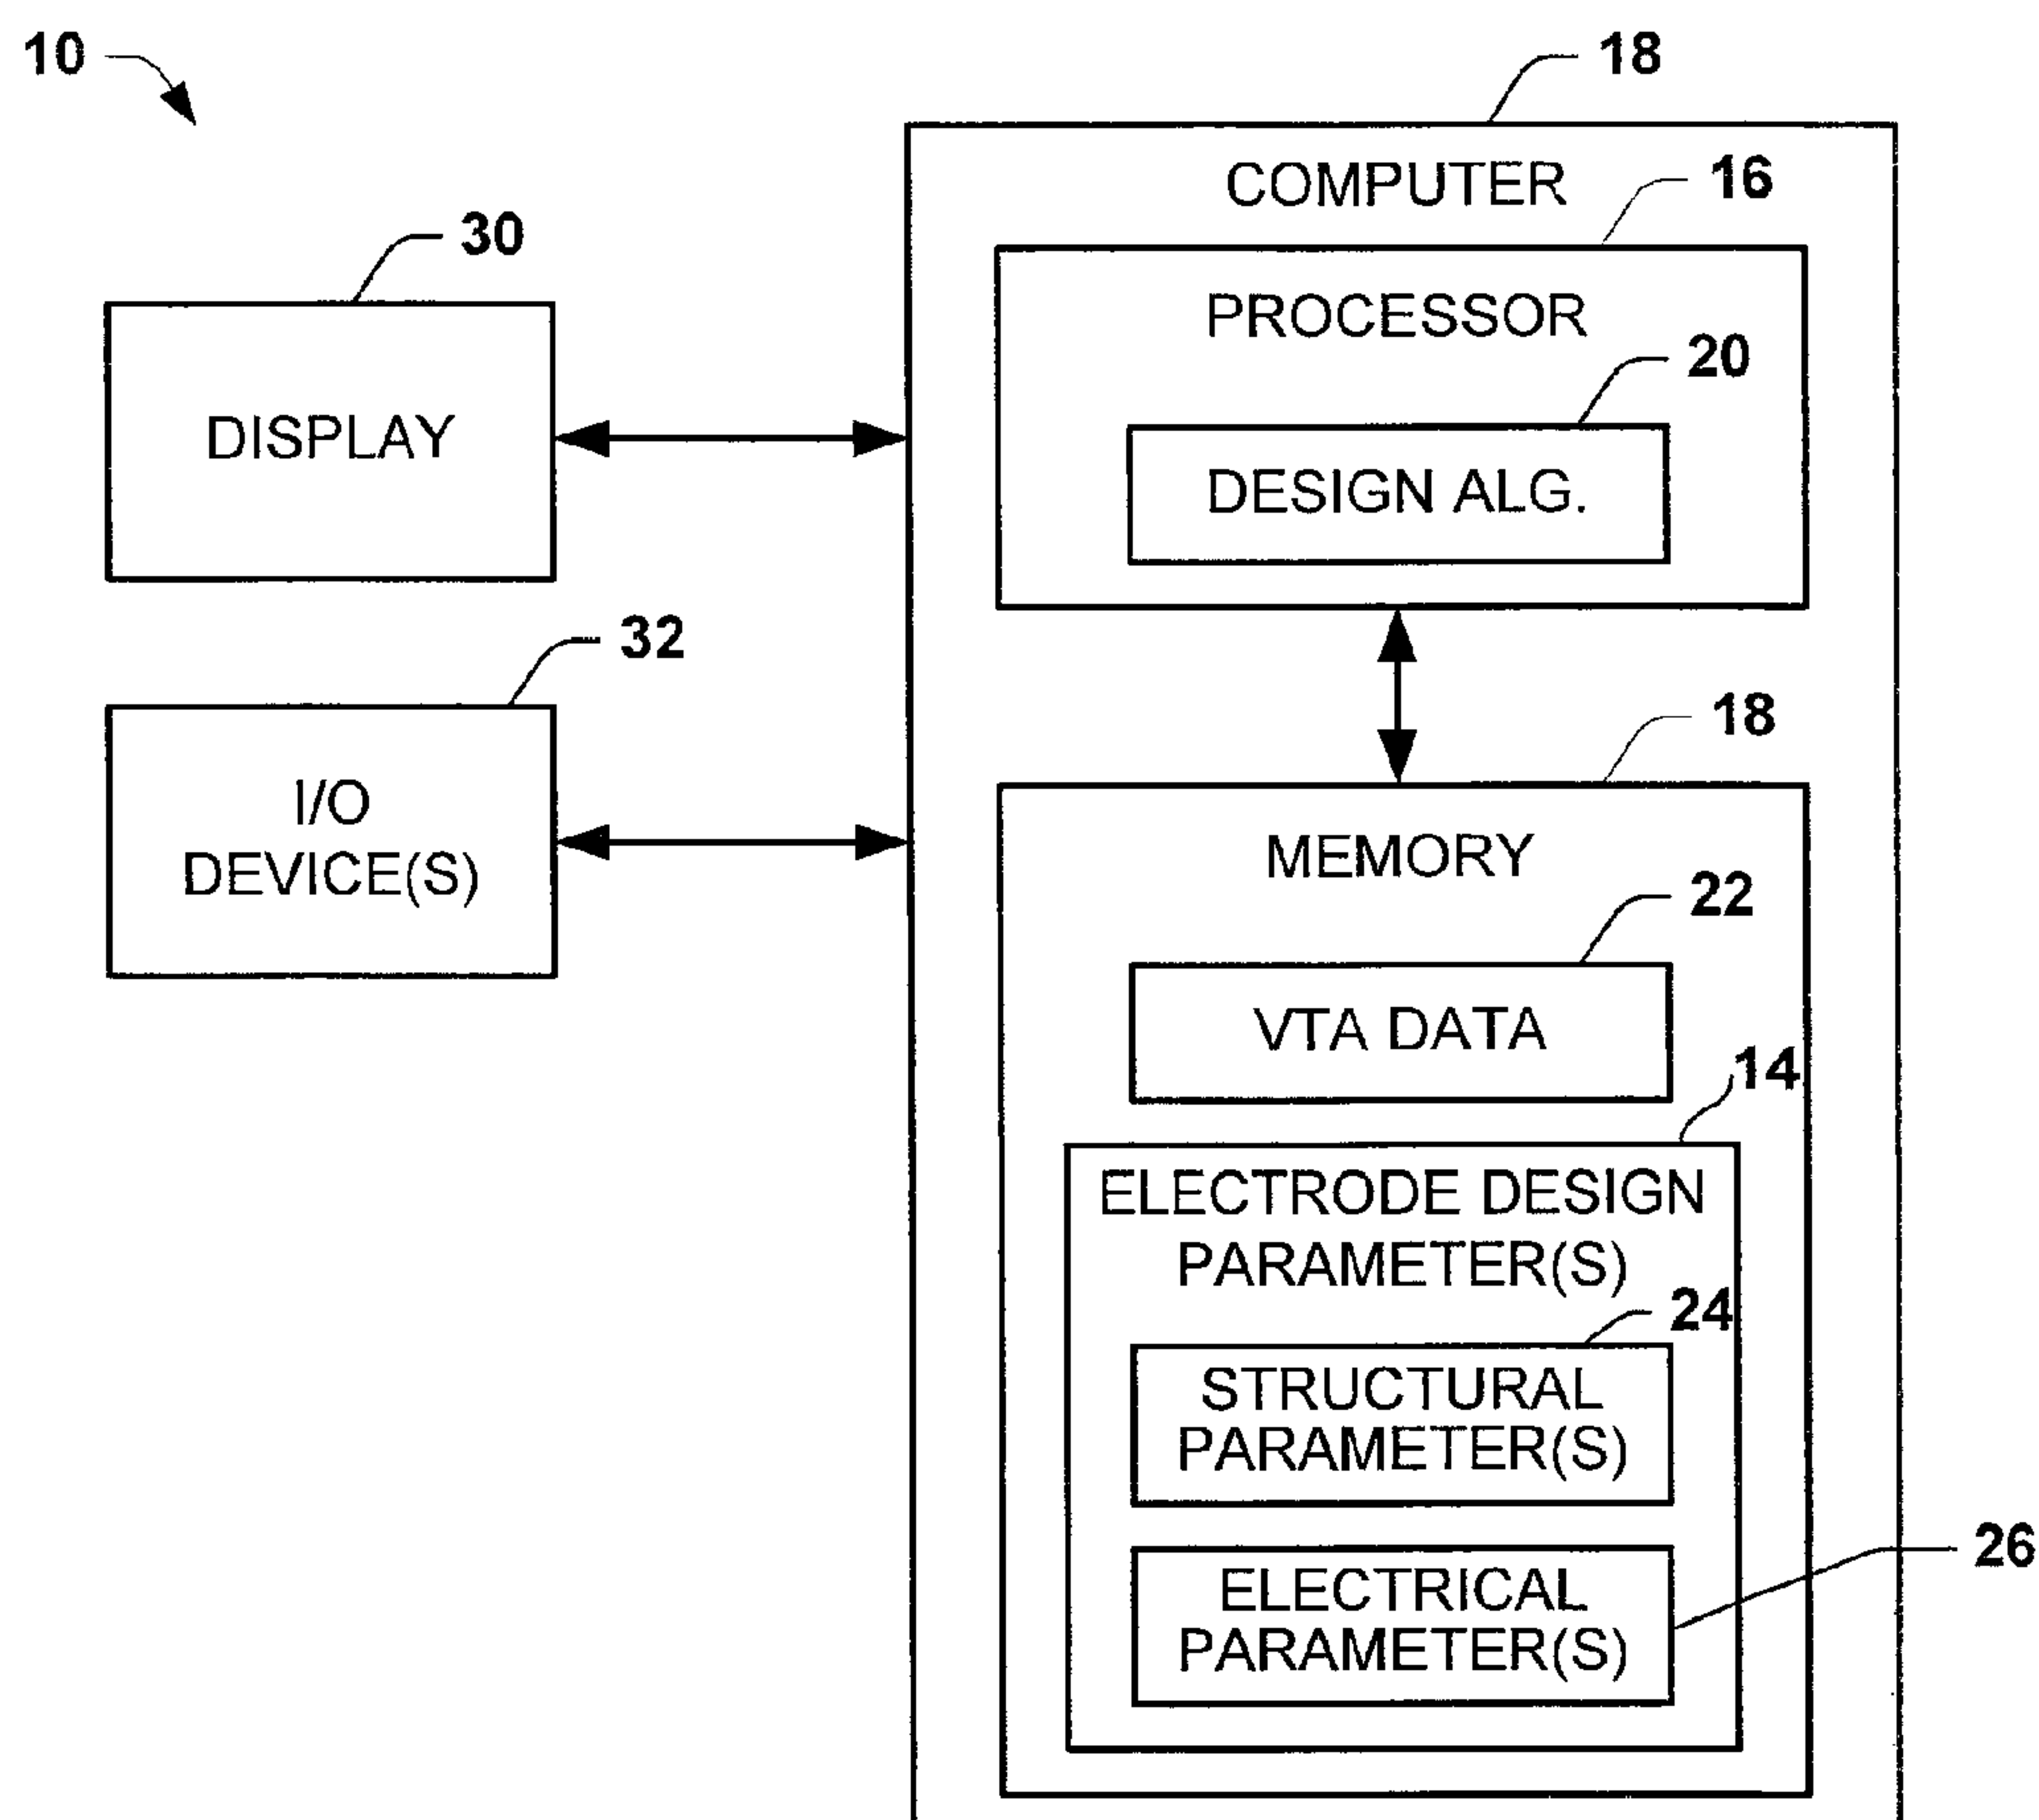 10
18
COMPUTER
16
PROCESSOR
20
DESIGN ALG.
30
DISPLAY
32
I/O
DEVICE(S)
18
MEMORY
22
VTA DATA
14
ELECTRODE DESIGN
PARAMETER(S)
24
STRUCTURAL
PARAMETER(S)
26
ELECTRICAL
PARAMETER(S)